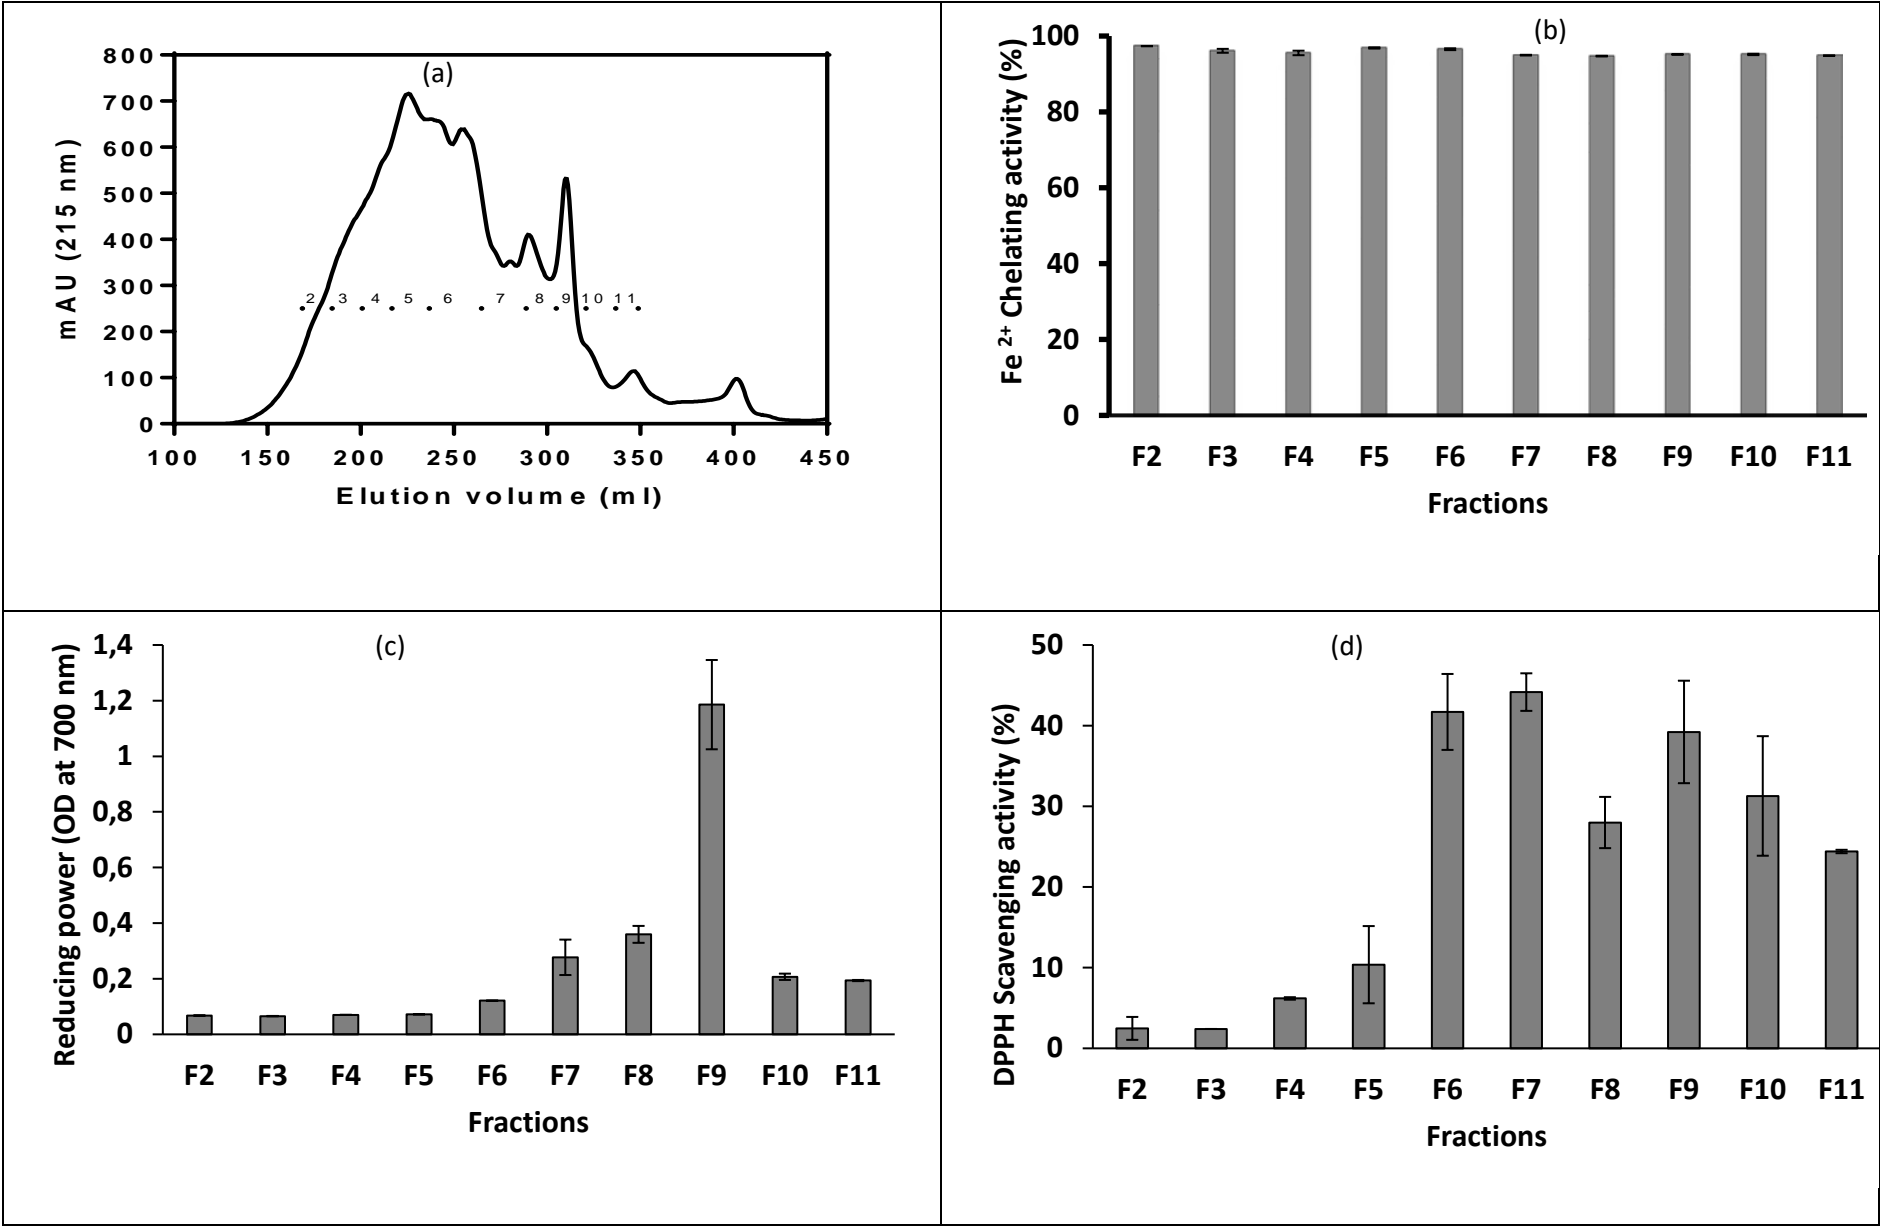 (a)
mAU (215 nm)
800
700
600
500
400
300
200
100
0
2 3 4 5 6 7 8 9 10 11
100 150 200 250 300 350 400 450
Elution volume (ml)
(b)
Fe 2+ Chelating activity (%)
100
80
60
40
20
0
F2 F3 F4 F5 F6 F7 F8 F9 F10 F11
Fractions
(c)
Reducing power (OD at 700 nm)
1,4
1,2
1
0,8
0,6
0,4
0,2
0
F2 F3 F4 F5 F6 F7 F8 F9 F10 F11
Fractions
(d)
DPPH Scavenging activity (%)
50
40
30
20
10
0
F2 F3 F4 F5 F6 F7 F8 F9 F10 F11
Fractions